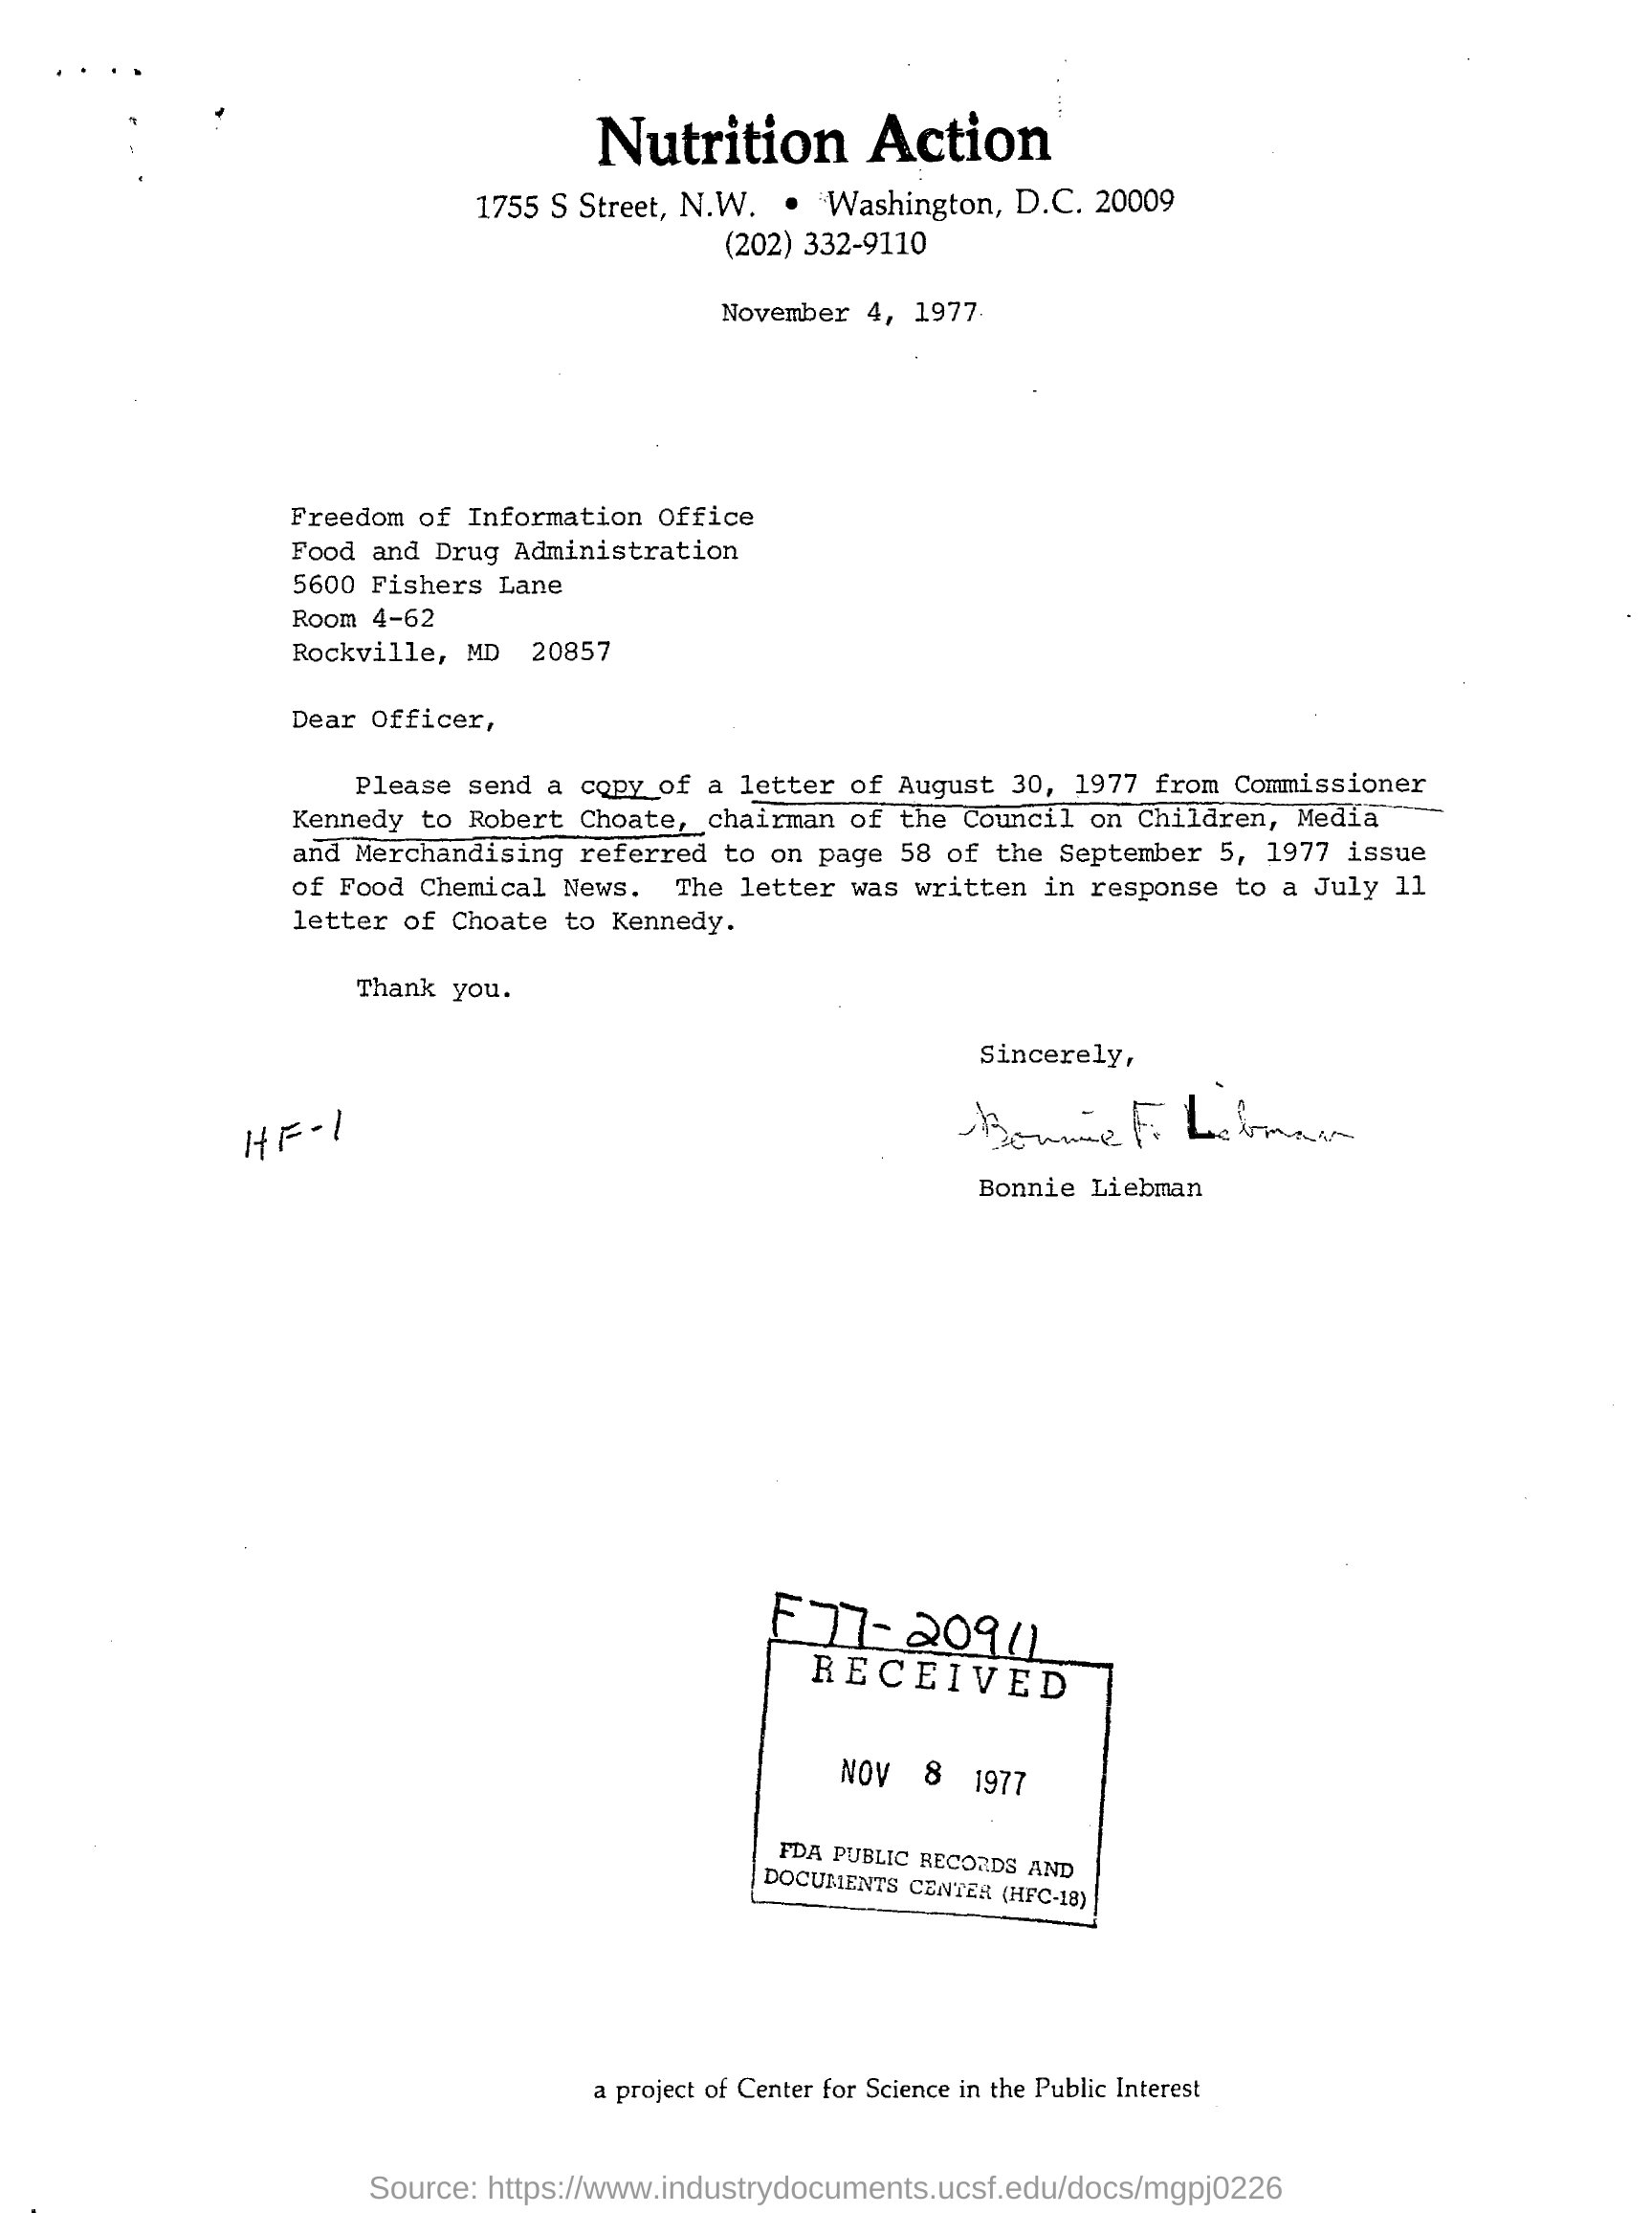 Nutrition Action
1755 S Street, N.W. • Washington, D.C. 20009
(202) 332-9110
November 4, 1977
Freedom of Information Office
Food and Drug Administration
5600 Fishers Lane
Room 4-62
Rockville, MD 20857
Dear Officer,
Please send a copy of a letter of August 30, 1977 from Commissioner
Kennedy to Robert Choate, chairman of the Council on Children, Media
and Merchandising referred to on page 58 of the September 5, 1977 issue
of Food Chemical News. The letter was written in response to a July 11
letter of Choate to Kennedy.
Thank you.
Sincerely,
Bonnie F. Liebman
HF-1
Bonnie Liebman
F77-20911
RECEIVED
NOV 8 1977
FDA PUBLIC RECORDS AND
DOCUMENTS CENTER (HFC-18)
a project of Center for Science in the Public Interest
Source: https://www.industrydocuments.ucsf.edu/docs/mgpj0226